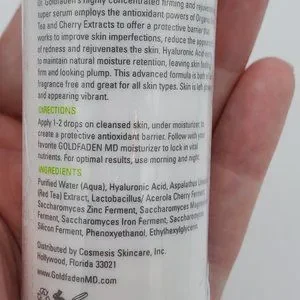 Dr. Goldfaden's highly concentrated firming and rejuvenating
super serum employs the antioxidant powers of Organic
Tea and Cherry Extracts to offer a protective barrier that
works to improve skin imperfections, reduce the appearance
of redness and rejuvenates the skin. Hyaluronic Acid
to maintain natural moisture retention, leaving skin
firm and looking plump. This advanced formula is both
fragrance free and great for all skin types. Skin is left
and appearing vibrant.
DIRECTIONS
Apply 1-2 drops on cleansed skin, under moisturizer, to
create a protective antioxidant barrier. Follow with your
favorite GOLDFADEN MD moisturizer to lock in vital
nutrients. For optimal results, use morning and night.
INGREDIENTS
Purified Water (Aqua), Hyaluronic Acid, Aspalathus
(Red Tea) Extract, Lactobacillus/ Acerola Cherry Ferment,
Saccharomyces Zinc Ferment, Saccharomyces Magnesium
Ferment, Saccharomyces Iron Ferment, Saccharomyces
Silicon Ferment, Phenoxyethanol, Ethylhexylglycerin.
Distributed by Cosmesis Skincare, Inc.
Hollywood, Florida 33021
www.GoldfadenMD.com